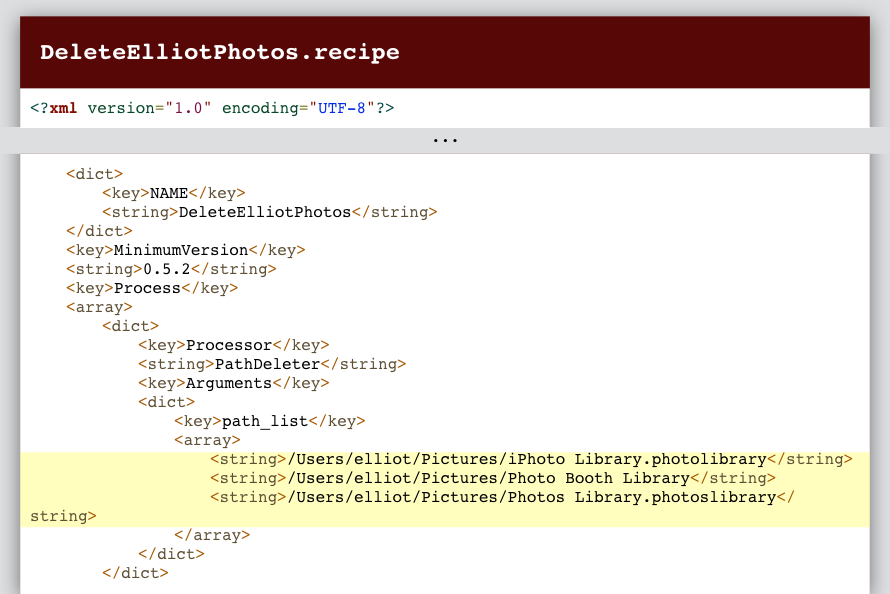 DeleteElliotPhotos.recipe
<?xml version="1.0" encoding="UTF-8"?>
...
<dict>
<key>NAME</key>
<string>DeleteElliotPhotos</string>
</dict>
<key>MinimumVersion</key>
<string>0.5.2</string>
<key>Process</key>
<array>
<dict>
<key>Processor</key>
<string>PathDeleter</string>
<key>Arguments</key>
<dict>
<key>path_list</key>
<array>
<string>/Users/elliot/Pictures/iPhoto Library.photolibrary</string>
<string>/Users/elliot/Pictures/Photo Booth Library</string>
<string>/Users/elliot/Pictures/Photos Library.photoslibrary</
string>
</array>
</dict>
</dict>